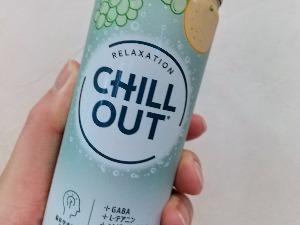 RELAXATION
CHILL
OUT
+GABA
+L-テアニン